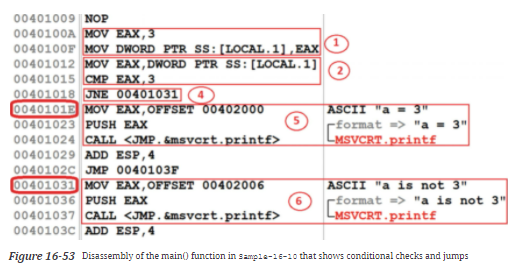 00401009 NOP
0040100A MOV EAX,3
0040100F MOV DWORD PTR SS:[LOCAL.1],EAX 1
00401012 MOV EAX,DWORD PTR SS:[LOCAL.1]
00401015 CMP EAX,3 2
00401018 JNE 00401031 4
0040101E MOV EAX,OFFSET 00402000 ASCII "a = 3"
00401023 PUSH EAX 5 format => "a = 3"
00401024 CALL <JMP.&msvcrt.printf> MSVCRT.printf
00401029 ADD ESP,4
0040102C JMP 0040103F
00401031 MOV EAX,OFFSET 00402006 ASCII "a is not 3"
00401036 PUSH EAX 6 format => "a is not 3"
00401037 CALL <JMP.&msvcrt.printf> MSVCRT.printf
0040103C ADD ESP,4
Figure 16-53 Disassembly of the main() function in Sample-16-10 that shows conditional checks and jumps